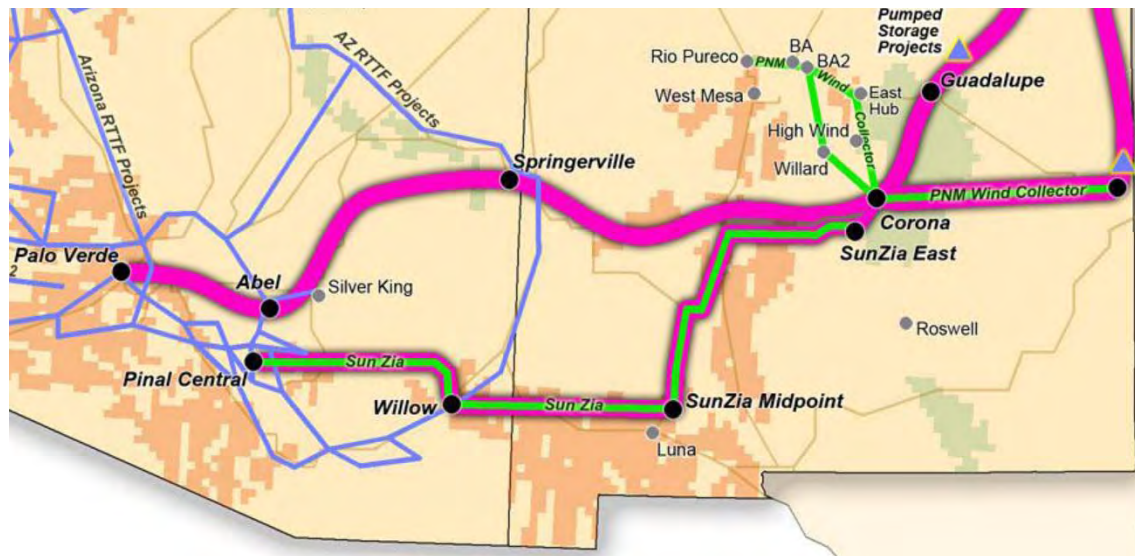 Pumped
Storage
Projects
AZ RTTF Projects
Arizona RTTF Projects
Rio Pureco
PNM
BA
BA2
Wind
West Mesa
East
Hub
Guadalupe
High Wind
Collector
Willard
Springerville
PNM Wind Collector
Corona
SunZia East
Palo Verde
2
Abel
Silver King
Roswell
Pinal Central
Sun Zia
Willow
Sun Zia
SunZia Midpoint
Luna